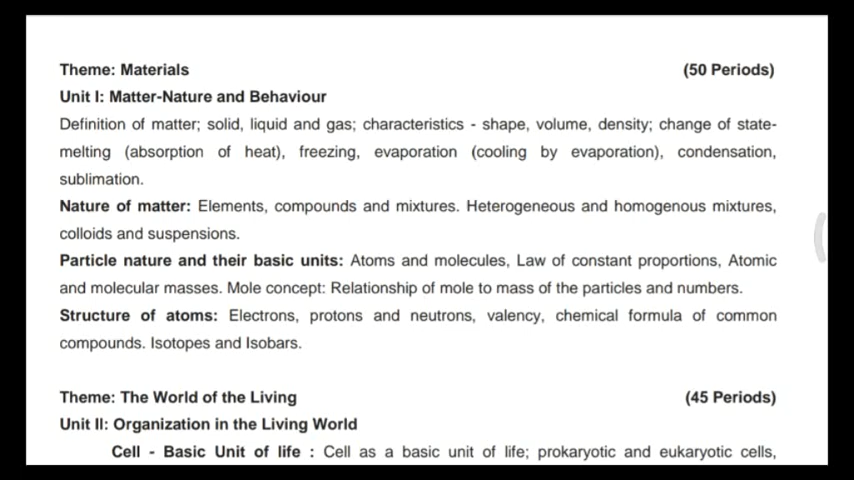 Theme: Materials (50 Periods)
Unit I: Matter-Nature and Behaviour
Definition of matter; solid, liquid and gas; characteristics - shape, volume, density; change of state-
melting (absorption of heat), freezing, evaporation (cooling by evaporation), condensation,
sublimation.
Nature of matter: Elements, compounds and mixtures. Heterogeneous and homogenous mixtures,
colloids and suspensions.
Particle nature and their basic units: Atoms and molecules, Law of constant proportions, Atomic
and molecular masses. Mole concept: Relationship of mole to mass of the particles and numbers.
Structure of atoms: Electrons, protons and neutrons, valency, chemical formula of common
compounds. Isotopes and Isobars.
Theme: The World of the Living (45 Periods)
Unit II: Organization in the Living World
Cell - Basic Unit of life : Cell as a basic unit of life; prokaryotic and eukaryotic cells,